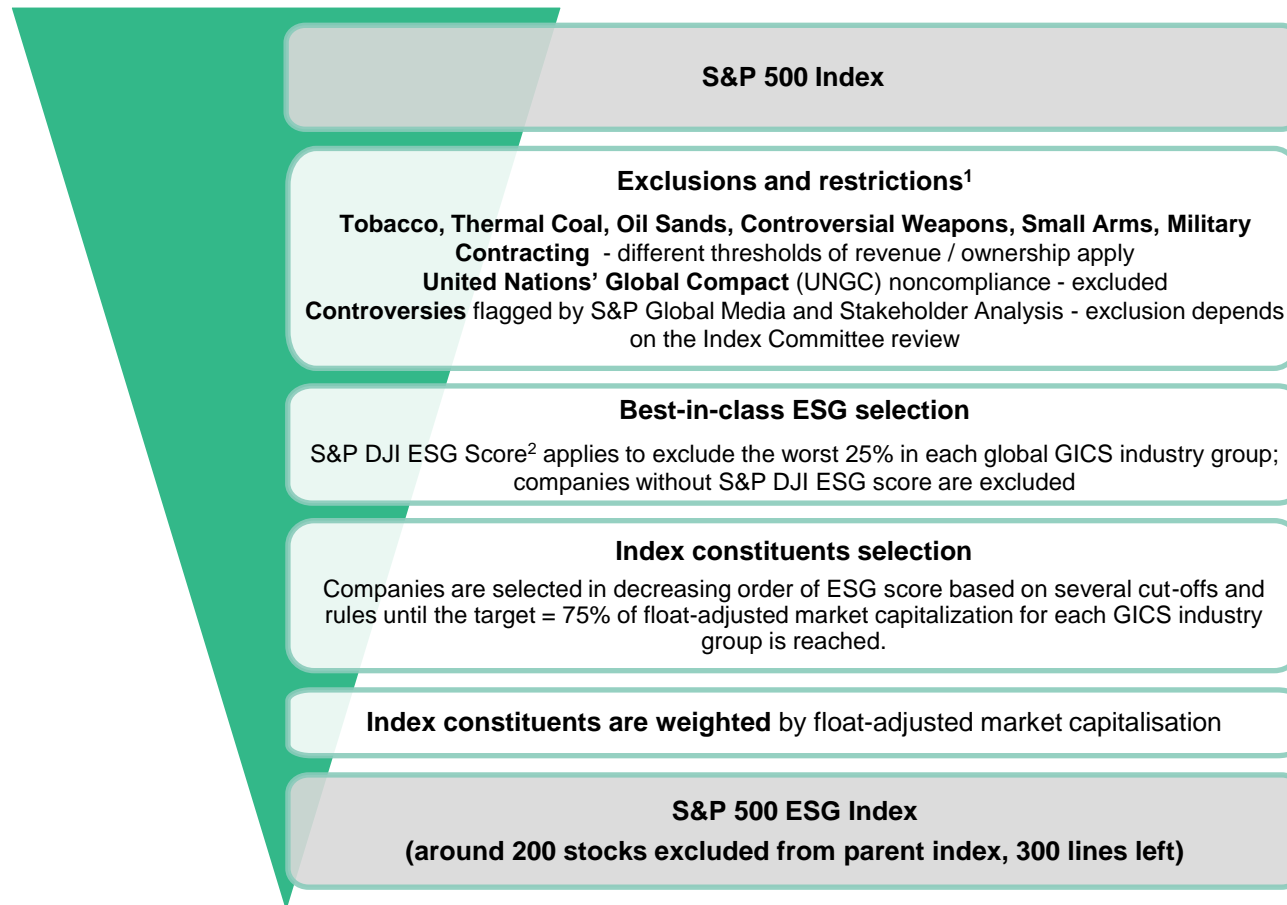 S&P 500 Index
Exclusions and restrictions1
Tobacco, Thermal Coal, Oil Sands, Controversial Weapons, Small Arms, Military
Contracting - different thresholds of revenue / ownership apply
United Nations’ Global Compact (UNGC) noncompliance - excluded
Controversies flagged by S&P Global Media and Stakeholder Analysis - exclusion depends
on the Index Committee review
Best-in-class ESG selection
S&P DJI ESG Score2 applies to exclude the worst 25% in each global GICS industry group;
companies without S&P DJI ESG score are excluded
Index constituents selection
Companies are selected in decreasing order of ESG score based on several cut-offs and
rules until the target = 75% of float-adjusted market capitalization for each GICS industry
group is reached.
Index constituents are weighted by float-adjusted market capitalisation
S&P 500 ESG Index
(around 200 stocks excluded from parent index, 300 lines left)